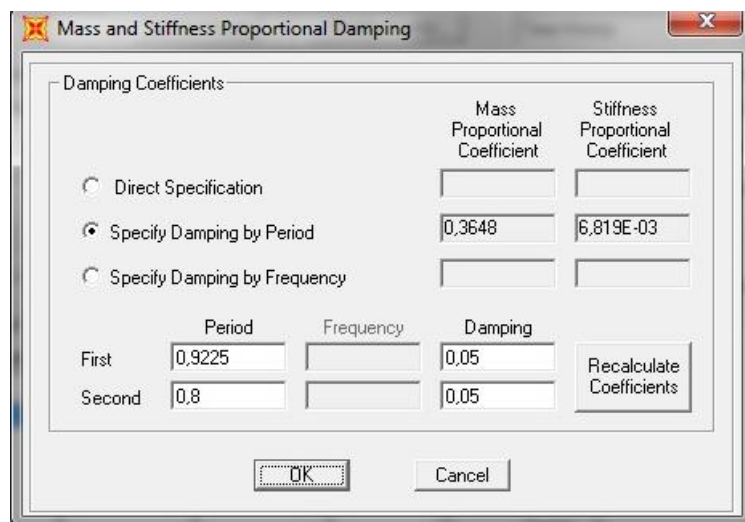 Mass and Stiffness Proportional Damping
Damping Coefficients
Mass Proportional Coefficient
Stiffness Proportional Coefficient
Direct Specification
Specify Damping by Period 0,3648 6,819E-03
Specify Damping by Frequency
Period Frequency Damping
First 0,9225 0,05
Second 0,8 0,05
Recalculate Coefficients
OK Cancel